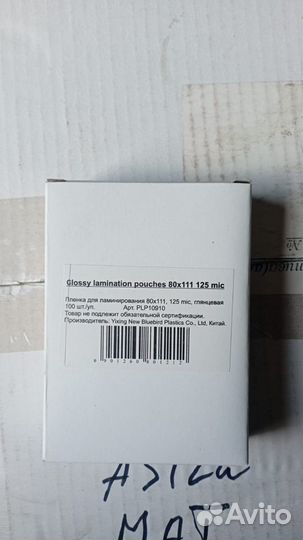 Glossy lamination pouches 80x111 125 mic
Пленка для ламинирования 80x111, 125 mic, глянцевая
100 шт./уп. Арт. PLP10910
Товар не подлежит обязательной сертификации.
Производитель: Yixing New Bluebird Plastics Co., Ltd, Китай.
MAT
Avito